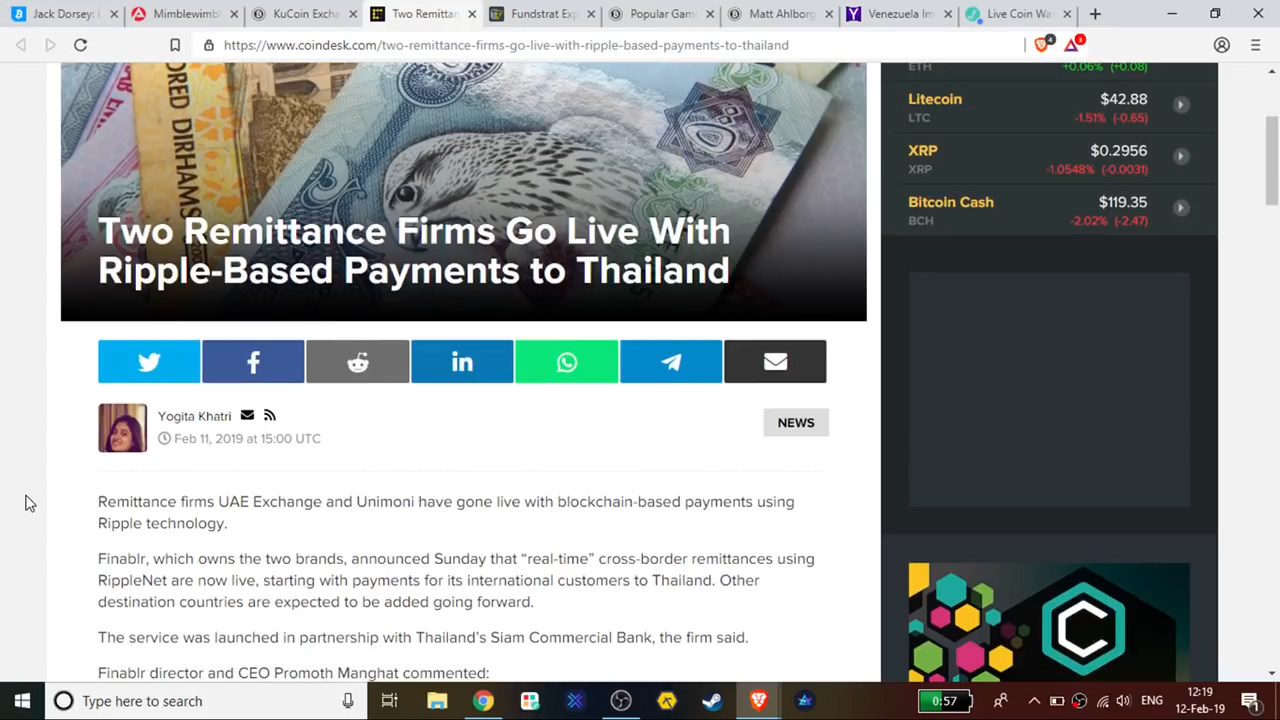 Jack Dorsey:
Mimblewimb
KuCoin Excha
Two Remittar
Fundstrat Exp
Popular Gam
Matt Ahlborg
Venezuela Im
Live Coin Wa
https://www.coindesk.com/two-remittance-firms-go-live-with-ripple-based-payments-to-thailand
4
3
ORED DIRHAMS
Two Remittance Firms Go Live With
Ripple-Based Payments to Thailand
Yogita Khatri
Feb 11, 2019 at 15:00 UTC
NEWS
Remittance firms UAE Exchange and Unimoni have gone live with blockchain-based payments using
Ripple technology.
Finablr, which owns the two brands, announced Sunday that “real-time” cross-border remittances using
RippleNet are now live, starting with payments for its international customers to Thailand. Other
destination countries are expected to be added going forward.
The service was launched in partnership with Thailand’s Siam Commercial Bank, the firm said.
Finablr director and CEO Promoth Manghat commented:
ETH +0.06% (+0.08)
Litecoin $42.88
LTC -1.51% (-0.65)
XRP $0.2956
XRP -1.0548% (-0.0031)
Bitcoin Cash $119.35
BCH -2.02% (-2.47)
Type here to search
0:57
ENG
12:19
12-Feb-19
1